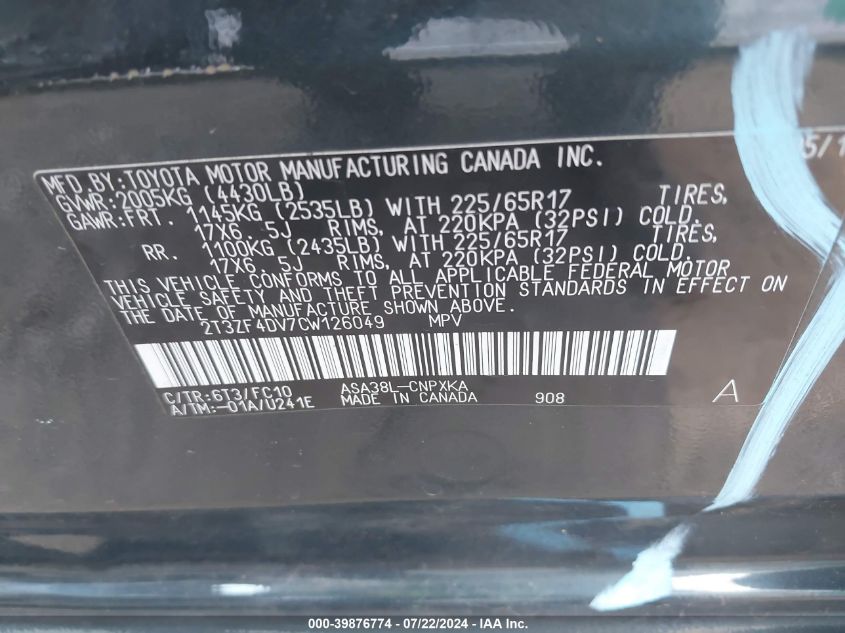 MFD BY:TOYOTA MOTOR MANUFACTURING CANADA INC. 05/1
GVWR:2005KG (4430LB)
GAWR:FRT. 1145KG (2535LB) WITH 225/65R17 TIRES,
17X6.5J RIMS, AT 220KPA (32PSI) COLD.
RR. 1100KG (2435LB) WITH 225/65R17 TIRES,
17X6.5J RIMS, AT 220KPA (32PSI) COLD.
THIS VEHICLE CONFORMS TO ALL APPLICABLE FEDERAL MOTOR
VEHICLE SAFETY AND THEFT PREVENTION STANDARDS IN EFFECT ON
THE DATE OF MANUFACTURE SHOWN ABOVE.
2T3ZF4DV7CW126049 MPV
C/TR:6T3/FC10 ASA38L-CNPXKA
A/TM:-01A/U241E MADE IN CANADA 908 A
000-39876774 - 07/22/2024 - IAA Inc.